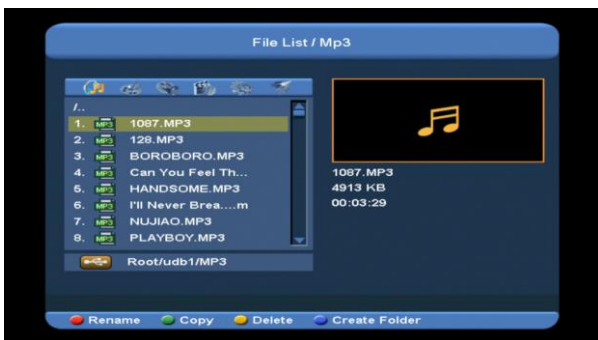 File List / Mp3
/..
1. MP3 1087.MP3
2. MP3 128.MP3
3. MP3 BOROBORO.MP3
4. MP3 Can You Feel Th...
5. MP3 HANDSOME.MP3
6. MP3 I'll Never Brea....m
7. MP3 NUJIAO.MP3
8. MP3 PLAYBOY.MP3
1087.MP3
4913 KB
00:03:29
Root/udb1/MP3
Rename Copy Delete Create Folder